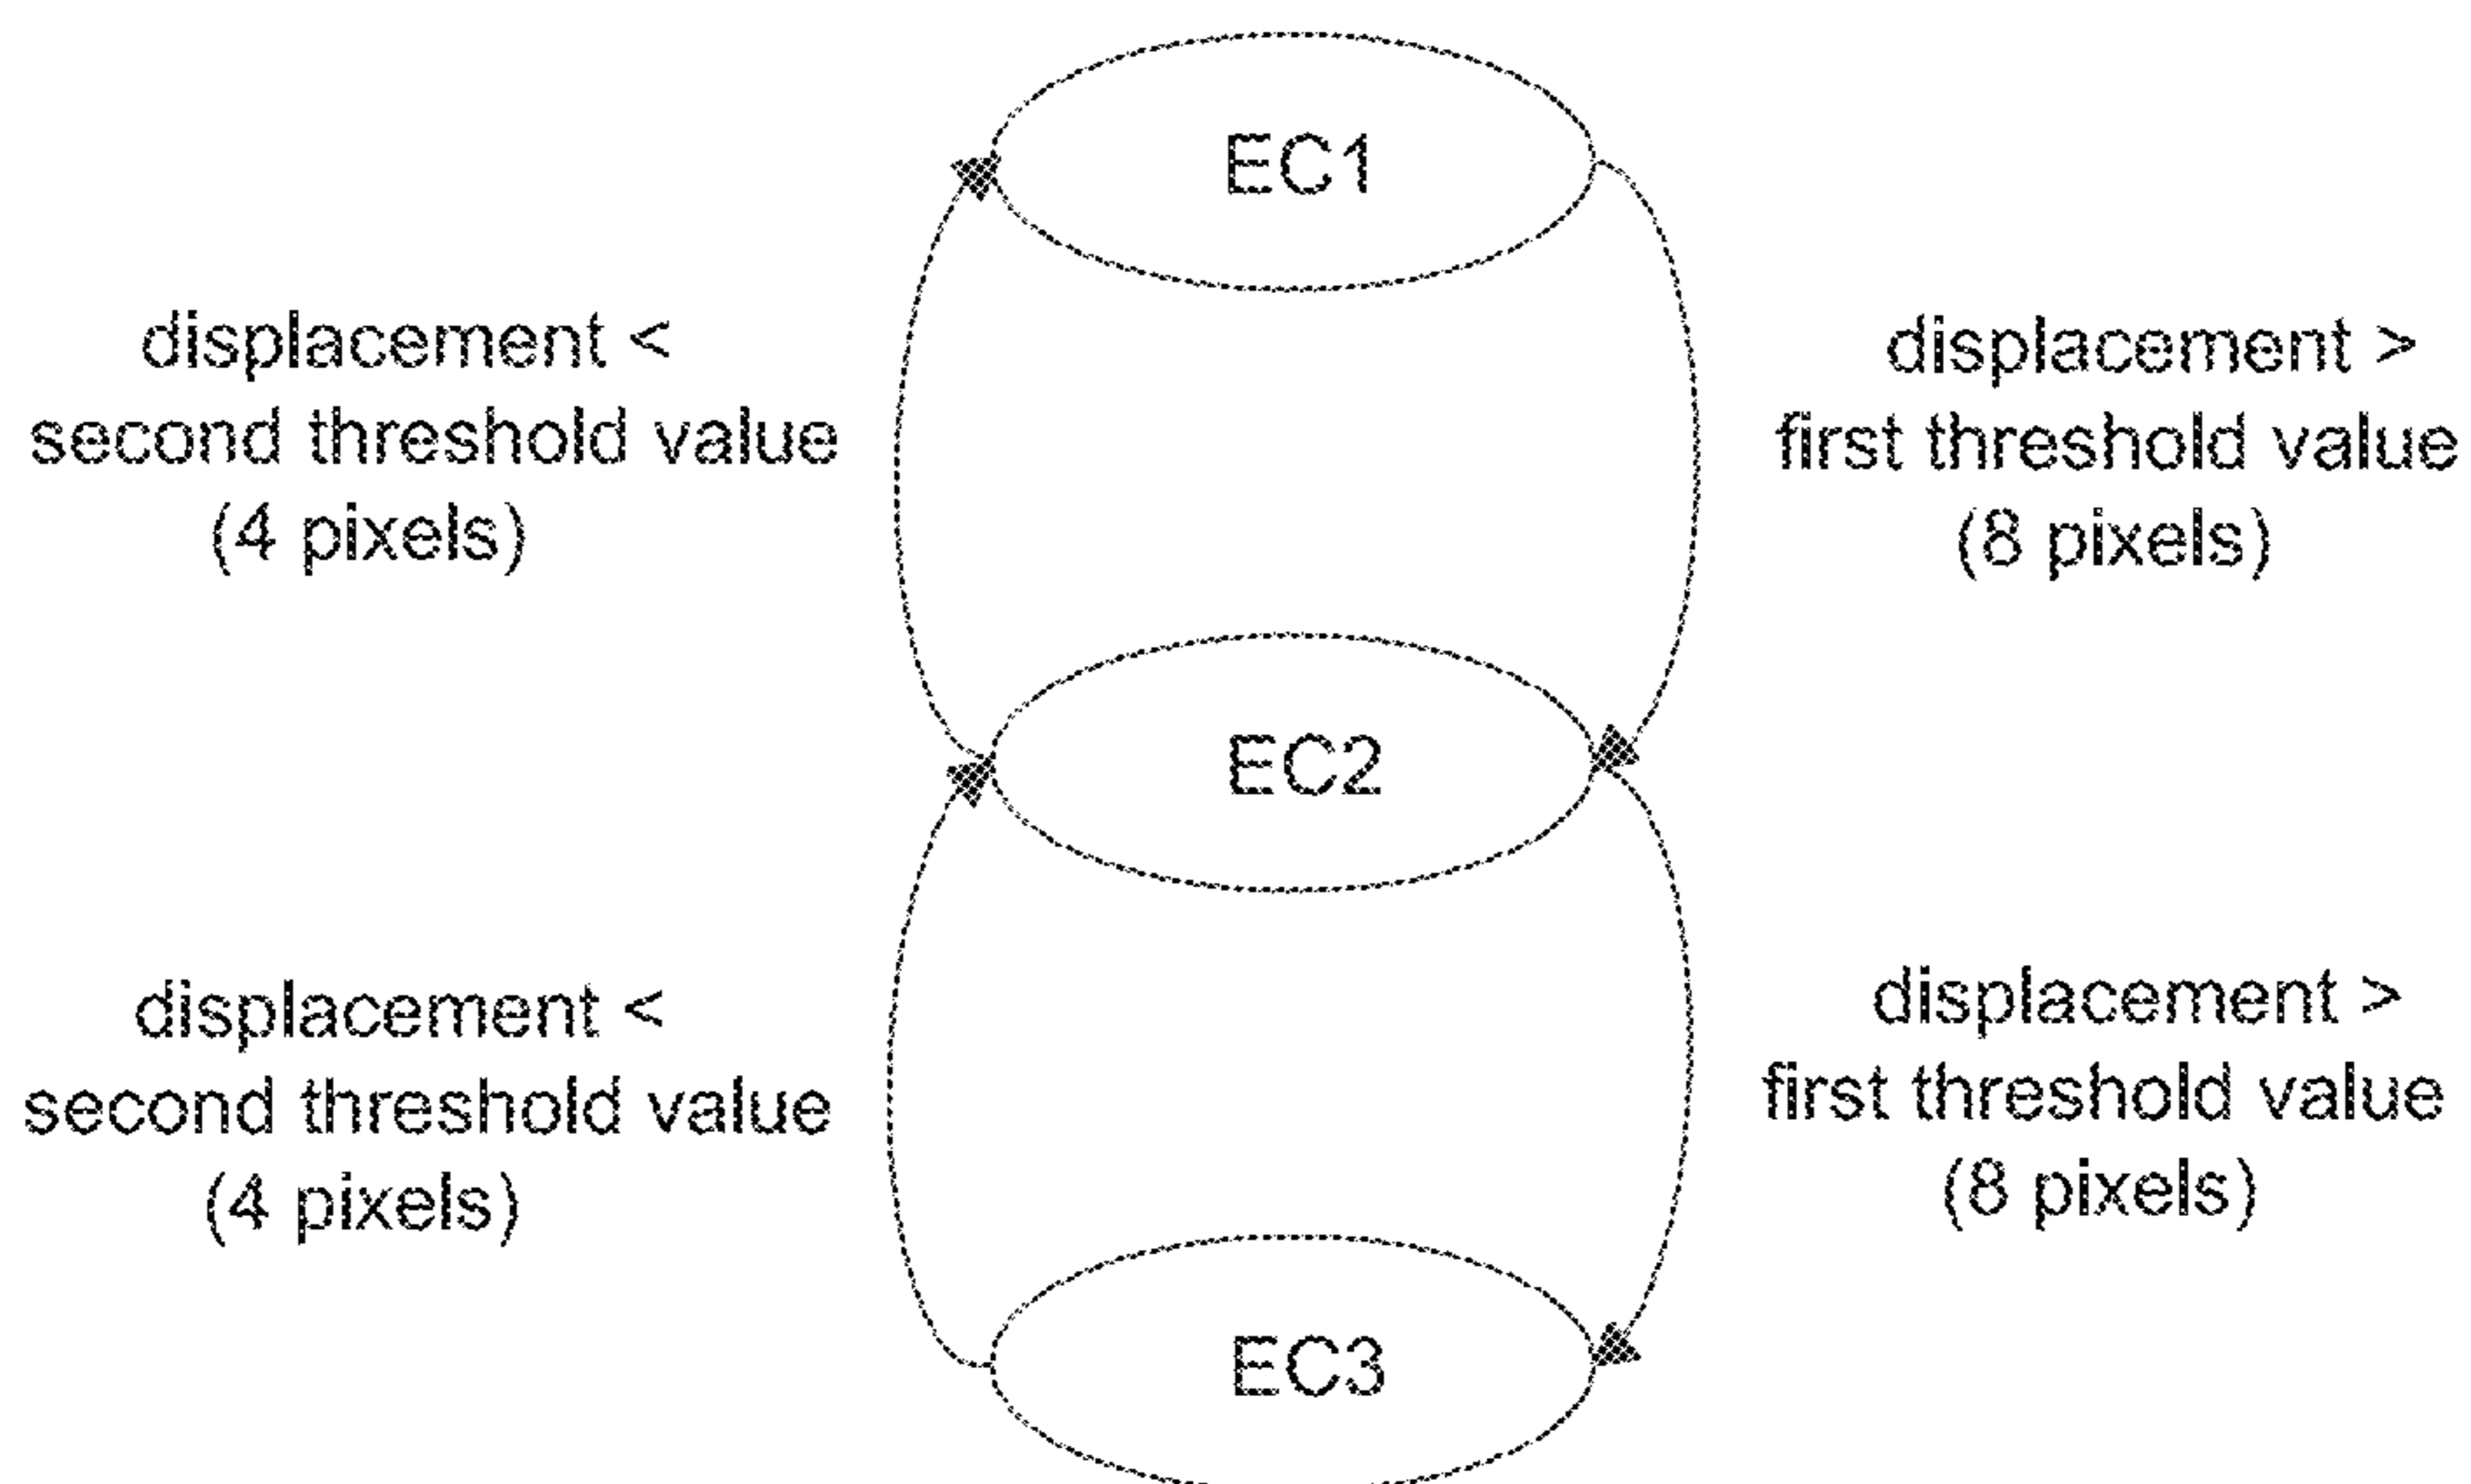 EC1
displacement <
second threshold value
(4 pixels)
displacement >
first threshold value
(8 pixels)
EC2
displacement <
second threshold value
(4 pixels)
displacement >
first threshold value
(8 pixels)
EC3